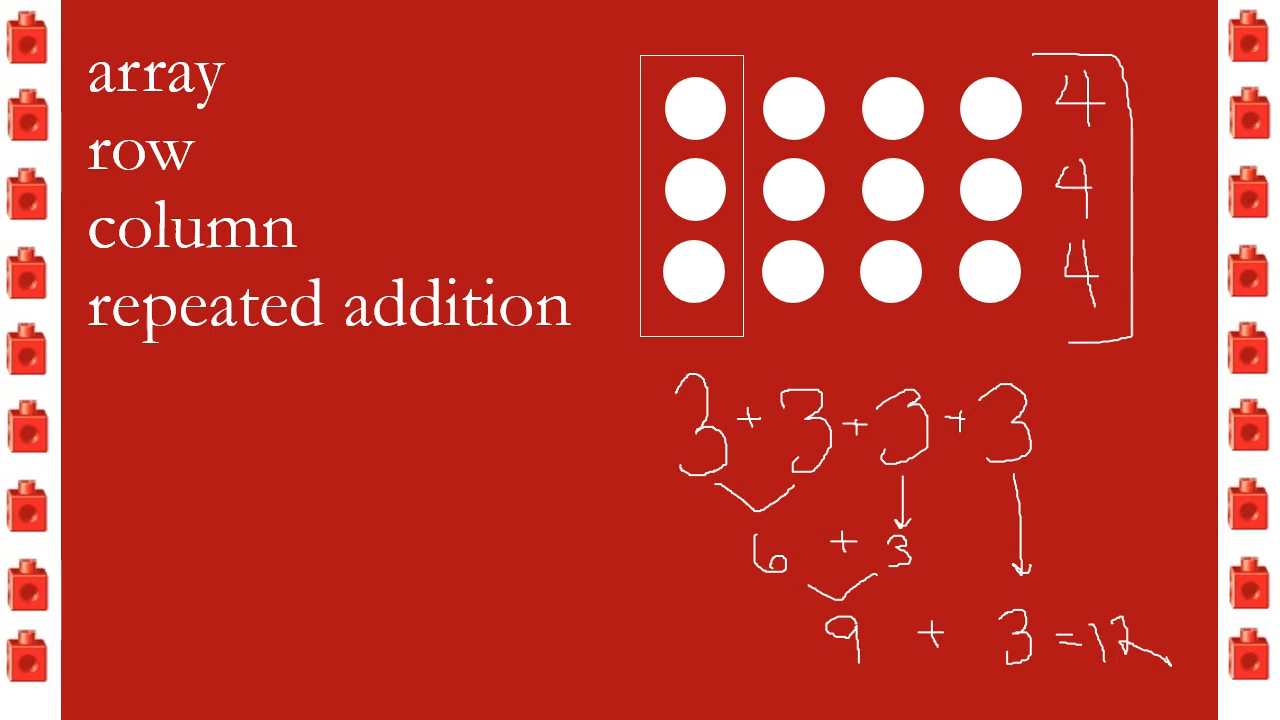 array
row
column
repeated addition
4
4
4
3 + 3 + 3 + 3
6 + 3
9 + 3 = 12